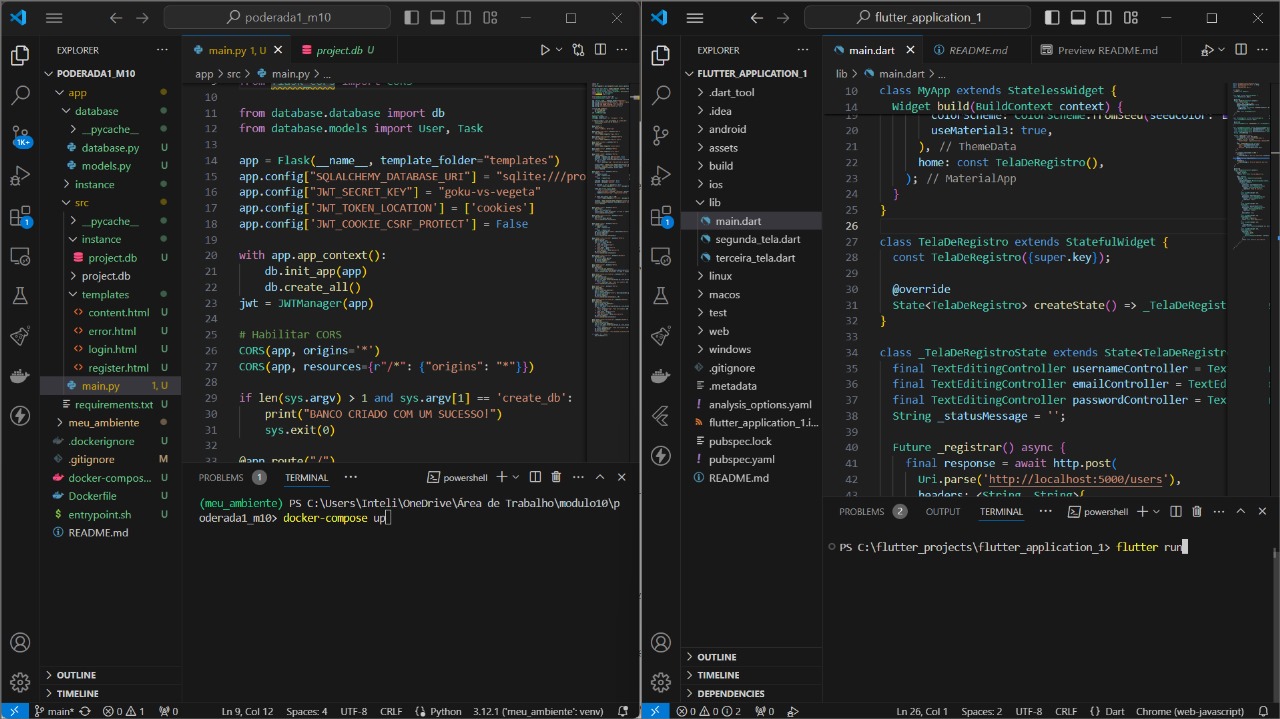 poderada1_m10
EXPLORER
PODERADA1_M10
app
database
__pycache__
database.py U
models.py U
instance
src
__pycache__
instance
project.db U
project.db
templates
content.html U
error.html U
login.html U
register.html U
main.py 1, U
requirements.txt U
meu_ambiente
.dockerignore U
.gitignore M
docker-compos... U
Dockerfile U
entrypoint.sh U
README.md
OUTLINE
TIMELINE
1K+
1
main.py 1, U
project.db U
app > src > main.py > ...
10
11 from database.database import db
12 from database.models import User, Task
13
14 app = Flask(__name__, template_folder="templates")
15 app.config["SQLALCHEMY_DATABASE_URI"] = "sqlite:///pro
16 app.config["JWT_SECRET_KEY"] = "goku-vs-vegeta"
17 app.config['JWT_TOKEN_LOCATION'] = ['cookies']
18 app.config['JWT_COOKIE_CSRF_PROTECT'] = False
19
20 with app.app_context():
21 db.init_app(app)
22 db.create_all()
23 jwt = JWTManager(app)
24
25 # Habilitar CORS
26 CORS(app, origins='*')
27 CORS(app, resources={r"/*": {"origins": "*"}})
28
29 if len(sys.argv) > 1 and sys.argv[1] == 'create_db':
30 print("BANCO CRIADO COM UM SUCESSO!")
31 sys.exit(0)
32
33 @app.route("/")
PROBLEMS 1 TERMINAL ... powershell
(meu_ambiente) PS C:\Users\Inteli\OneDrive\Área de Trabalho\modulo10\p
oderada1_m10> docker-compose up
main* 0 1 0 Ln 9, Col 12 Spaces: 4 UTF-8 CRLF Python 3.12.1 ('meu_ambiente': venv)
flutter_application_1
EXPLORER
FLUTTER_APPLICATION_1
.dart_tool
.idea
android
assets
build
ios
lib
main.dart
segunda_tela.dart
terceira_tela.dart
linux
macos
test
web
windows
.gitignore
.metadata
analysis_options.yaml
flutter_application_1.i...
pubspec.lock
pubspec.yaml
README.md
OUTLINE
TIMELINE
DEPENDENCIES
1
main.dart
README.md
Preview README.md
lib > main.dart > ...
10 class MyApp extends StatelessWidget {
14 Widget build(BuildContext context) {
20 useMaterial3: true,
21 ), // ThemeData
22 home: const TelaDeRegistro(),
23 ); // MaterialApp
24 }
25 }
26
27 class TelaDeRegistro extends StatefulWidget {
28 const TelaDeRegistro({super.key});
29
30 @override
31 State<TelaDeRegistro> createState() => _TelaDeRegist
32 }
33
34 class _TelaDeRegistroState extends State<TelaDeRegistr
35 final TextEditingController usernameController = Tex
36 final TextEditingController emailController = TextEd
37 final TextEditingController passwordController = Tex
38 String _statusMessage = '';
39
40 Future _registrar() async {
41 final response = await http.post(
42 Uri.parse('http://localhost:5000/users'),
43 headers: <String, String>{
PROBLEMS 2 OUTPUT TERMINAL ... powershell
PS C:\flutter_projects\flutter_application_1> flutter run
0 0 2 0 Ln 26, Col 1 Spaces: 2 UTF-8 CRLF Dart Chrome (web-javascript)